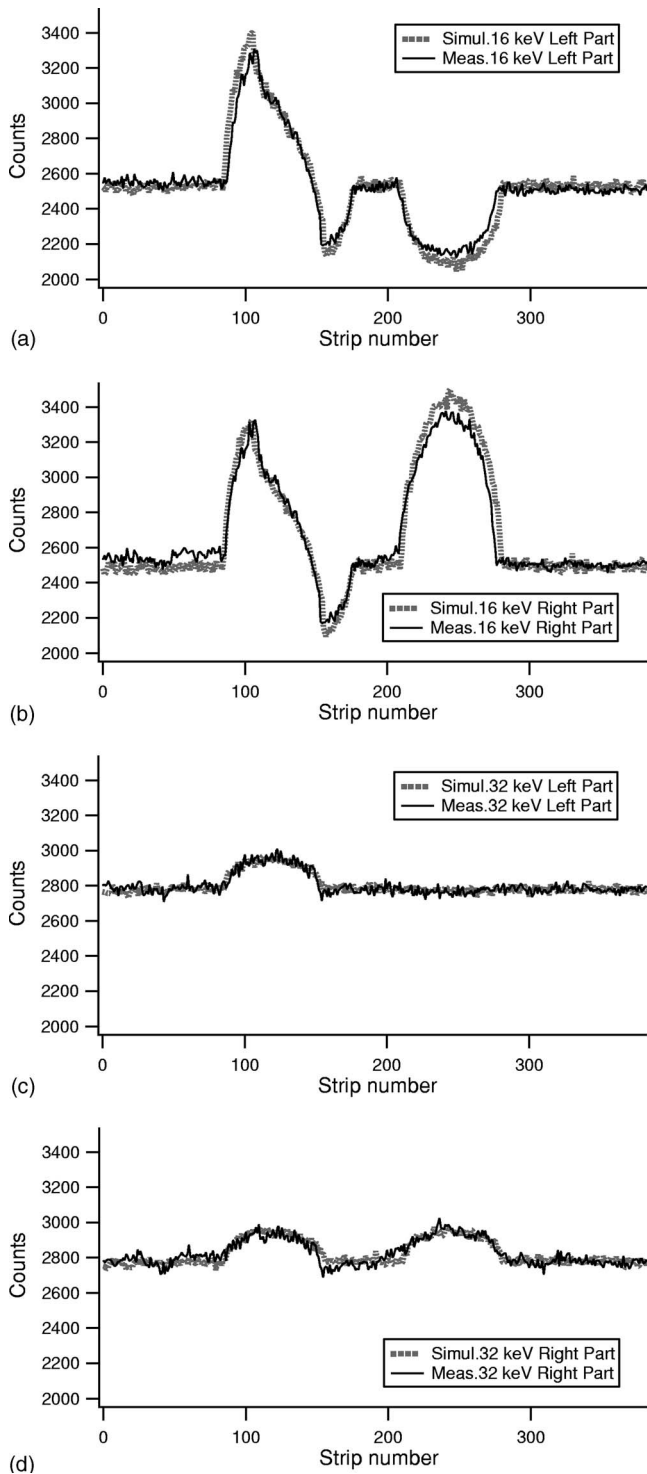 3400
3200
3000
2800
2600
2400
2200
2000
Counts
Simul.16 keV Left Part
Meas.16 keV Left Part
0 100 200 300
Strip number
(a)
3400
3200
3000
2800
2600
2400
2200
2000
Counts
Simul.16 keV Right Part
Meas.16 keV Right Part
0 100 200 300
Strip number
(b)
3400
3200
3000
2800
2600
2400
2200
2000
Counts
Simul.32 keV Left Part
Meas.32 keV Left Part
0 100 200 300
Strip number
(c)
3400
3200
3000
2800
2600
2400
2200
2000
Counts
Simul.32 keV Right Part
Meas.32 keV Right Part
0 100 200 300
Strip number
(d)